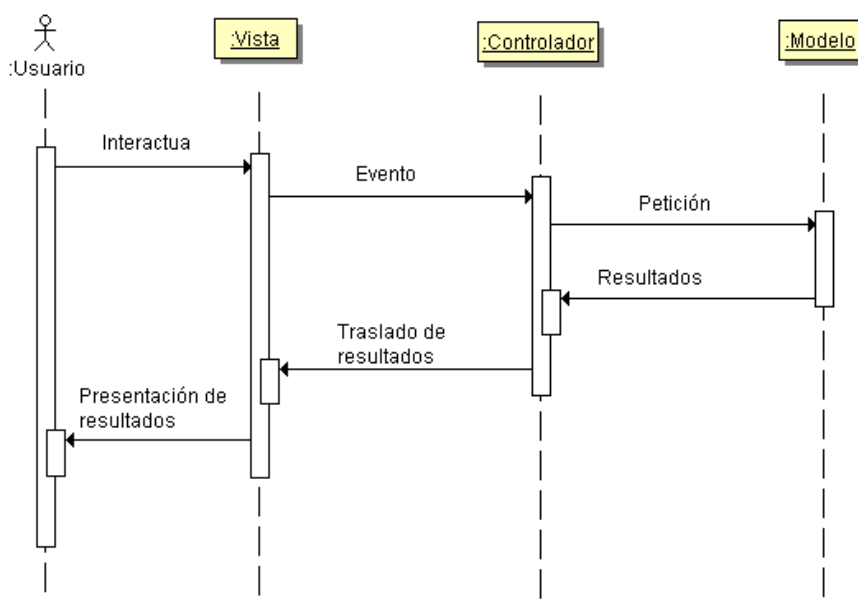 :Usuario
:Vista
:Controlador
:Modelo
Interactua
Evento
Petición
Resultados
Traslado de
resultados
Presentación de
resultados